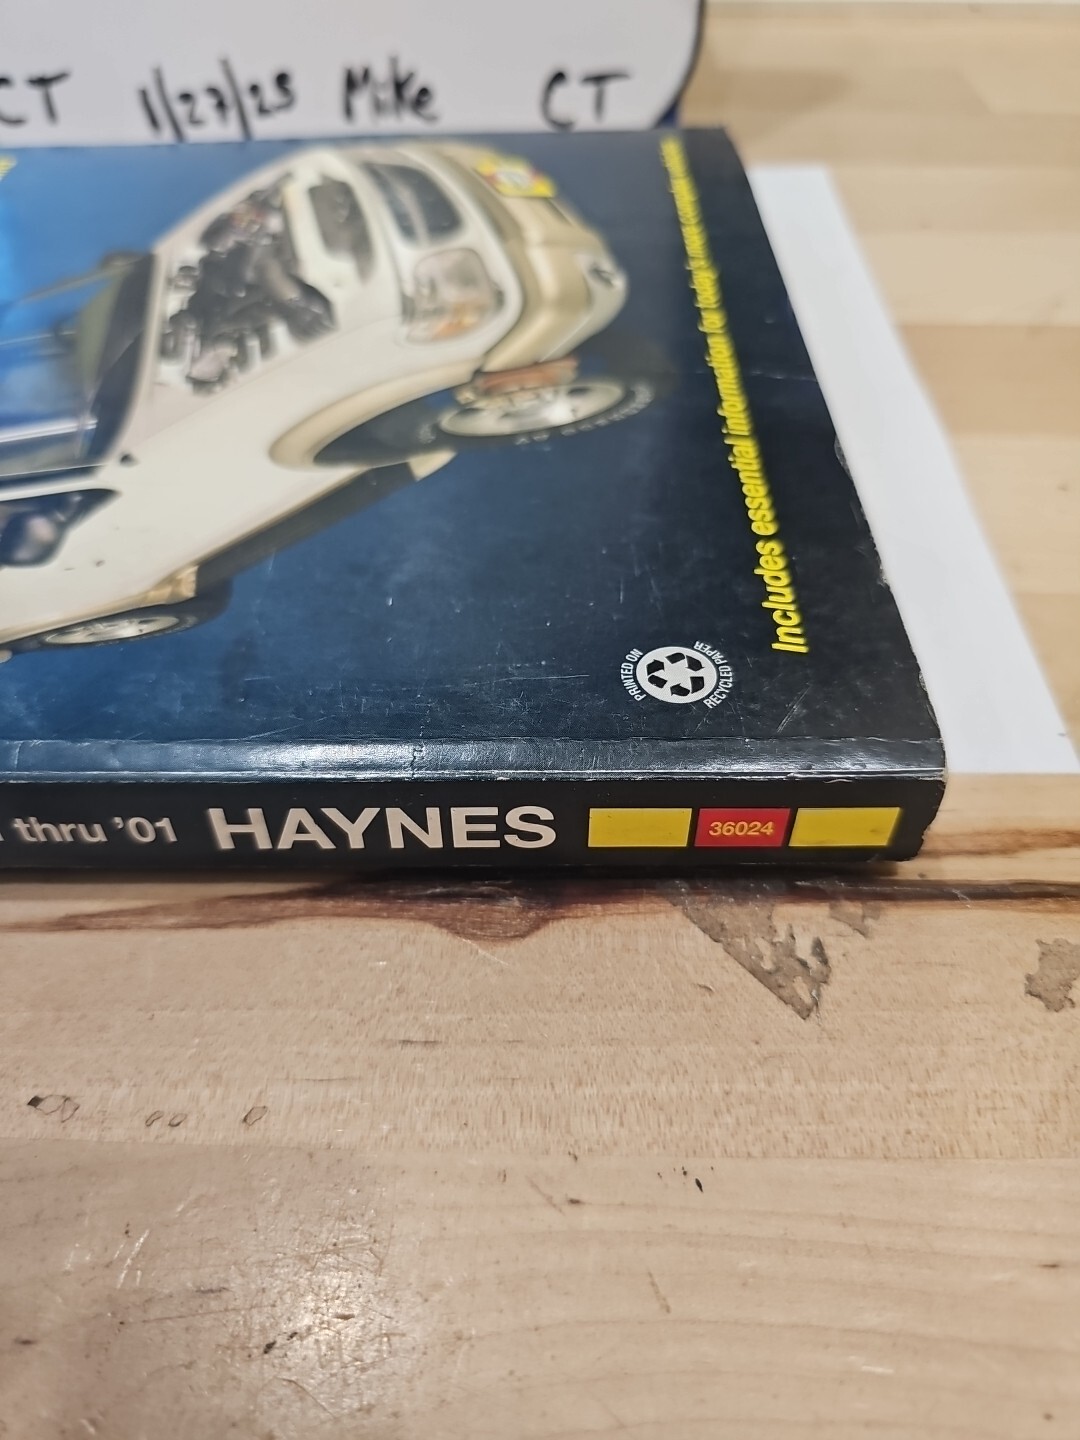 CT 1/27/25 Mike CT
Includes essential information for today's more complex vehicles
PRINTED ON
RECYCLED PAPER
thru '01 HAYNES 36024